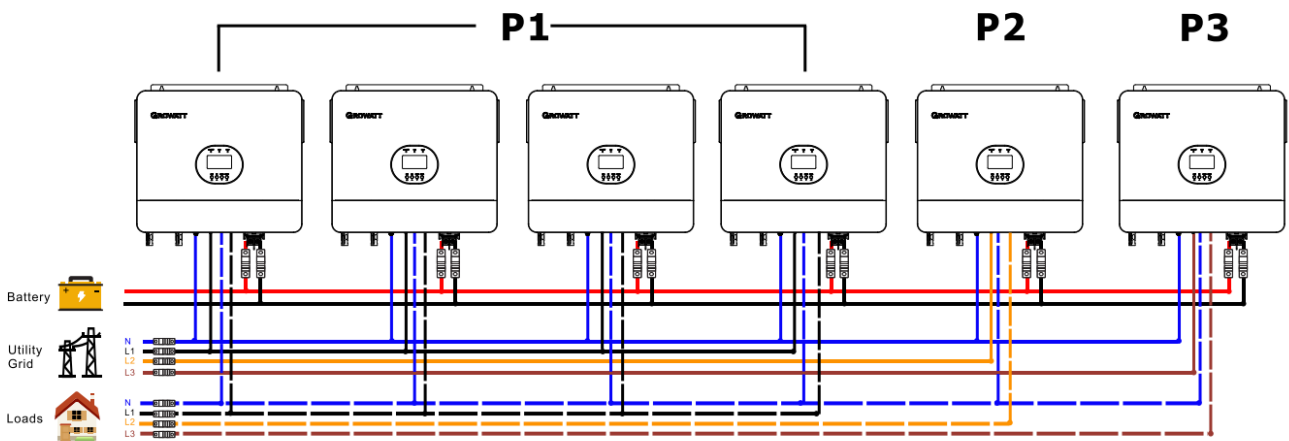 P1 P2 P3
GROWATT GROWATT GROWATT GROWATT GROWATT GROWATT
Battery
+ -
Utility
Grid
N
L1
L2
L3
Loads
N
L1
L2
L3